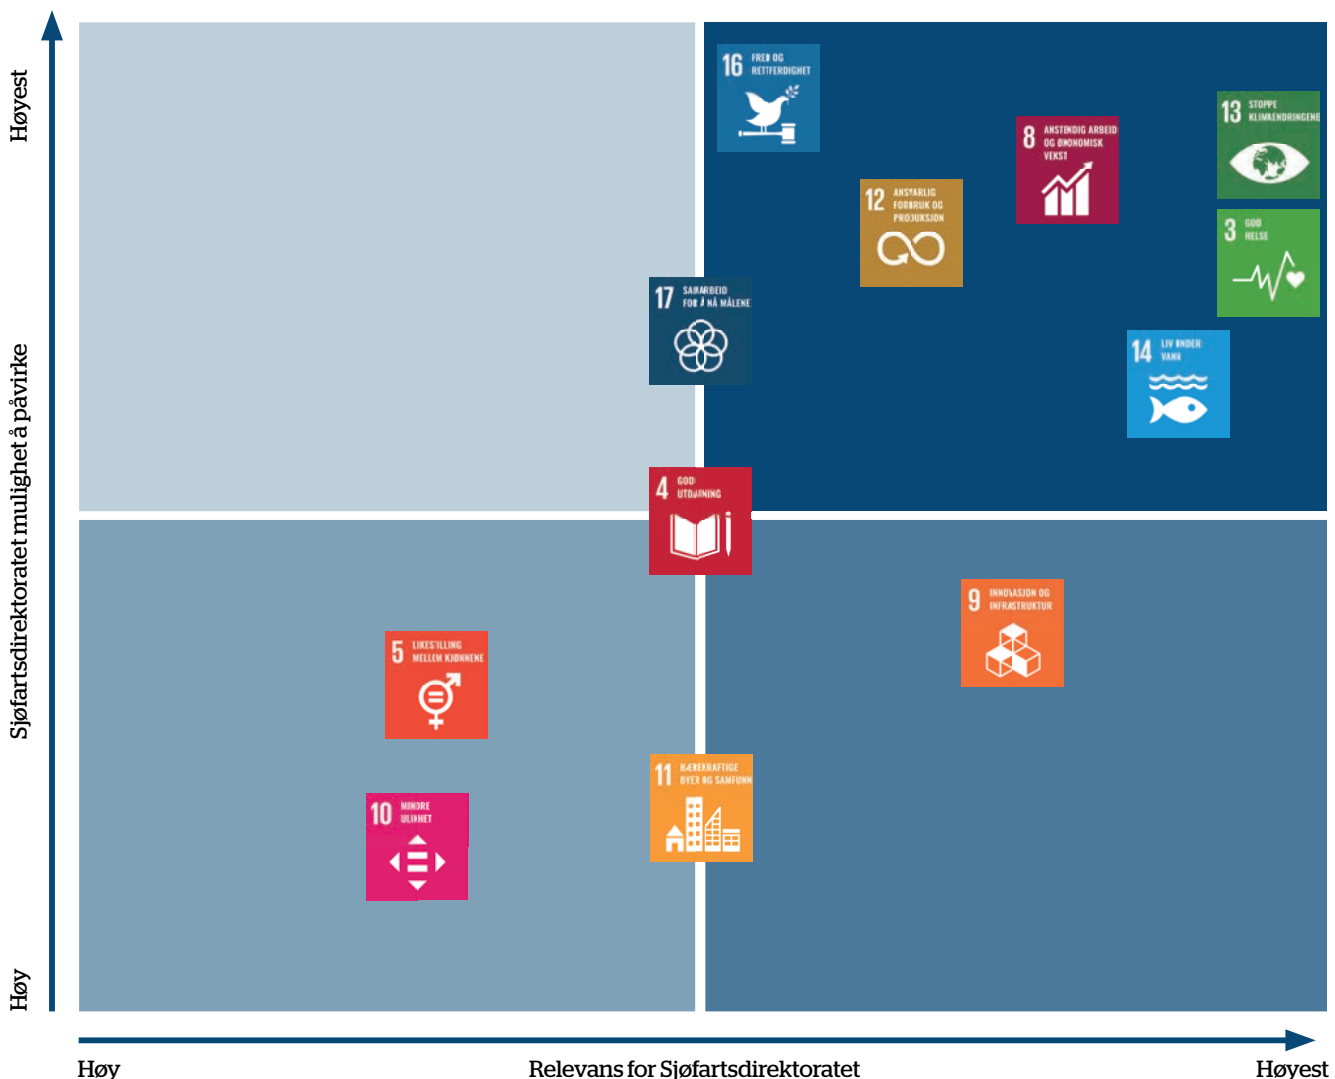 Høyest
Sjøfartsdirektoratet mulighet å påvirke
Høy
16 FRED OG
RETTFERDIGHET
13 STOPPE
KLIMAENDRINGENE
8 ANSTENDIG ARBEID
OG ØKONOMISK
VEKST
12 ANSVARLIG
FORBRUK OG
PRODUKSJON
3 GOD
HELSE
17 SAMARBEID
FOR Å NÅ MÅLENE
14 LIV UNDER
VANN
4 GOD
UTDANNING
9 INNOVASJON OG
INFRASTRUKTUR
5 LIKESTILLING
MELLOM KJØNNENE
11 BÆREKRAFTIGE
BYER OG SAMFUNN
10 MINDRE
ULIKHET
Høy
Relevans for Sjøfartsdirektoratet
Høyest